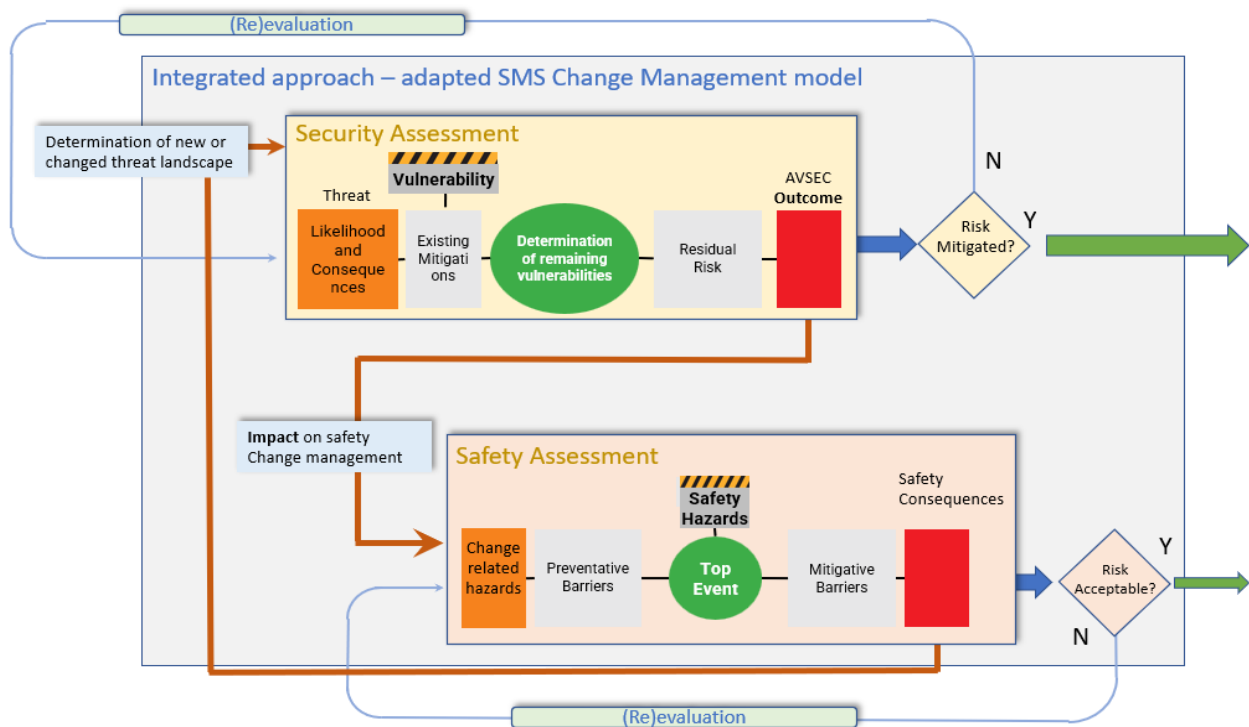 (Re)evaluation
Integrated approach – adapted SMS Change Management model
Determination of new or
changed threat landscape
Security Assessment
Vulnerability
Threat
AVSEC
Outcome
Likelihood
and
Conseque
nces
Existing
Mitigati
ons
Determination
of remaining
vulnerabilities
Residual
Risk
N
Risk
Mitigated?
Y
Impact on safety
Change management
Safety Assessment
Safety
Hazards
Safety
Consequences
Change
related
hazards
Preventative
Barriers
Top
Event
Mitigative
Barriers
Risk
Acceptable?
Y
N
(Re)evaluation